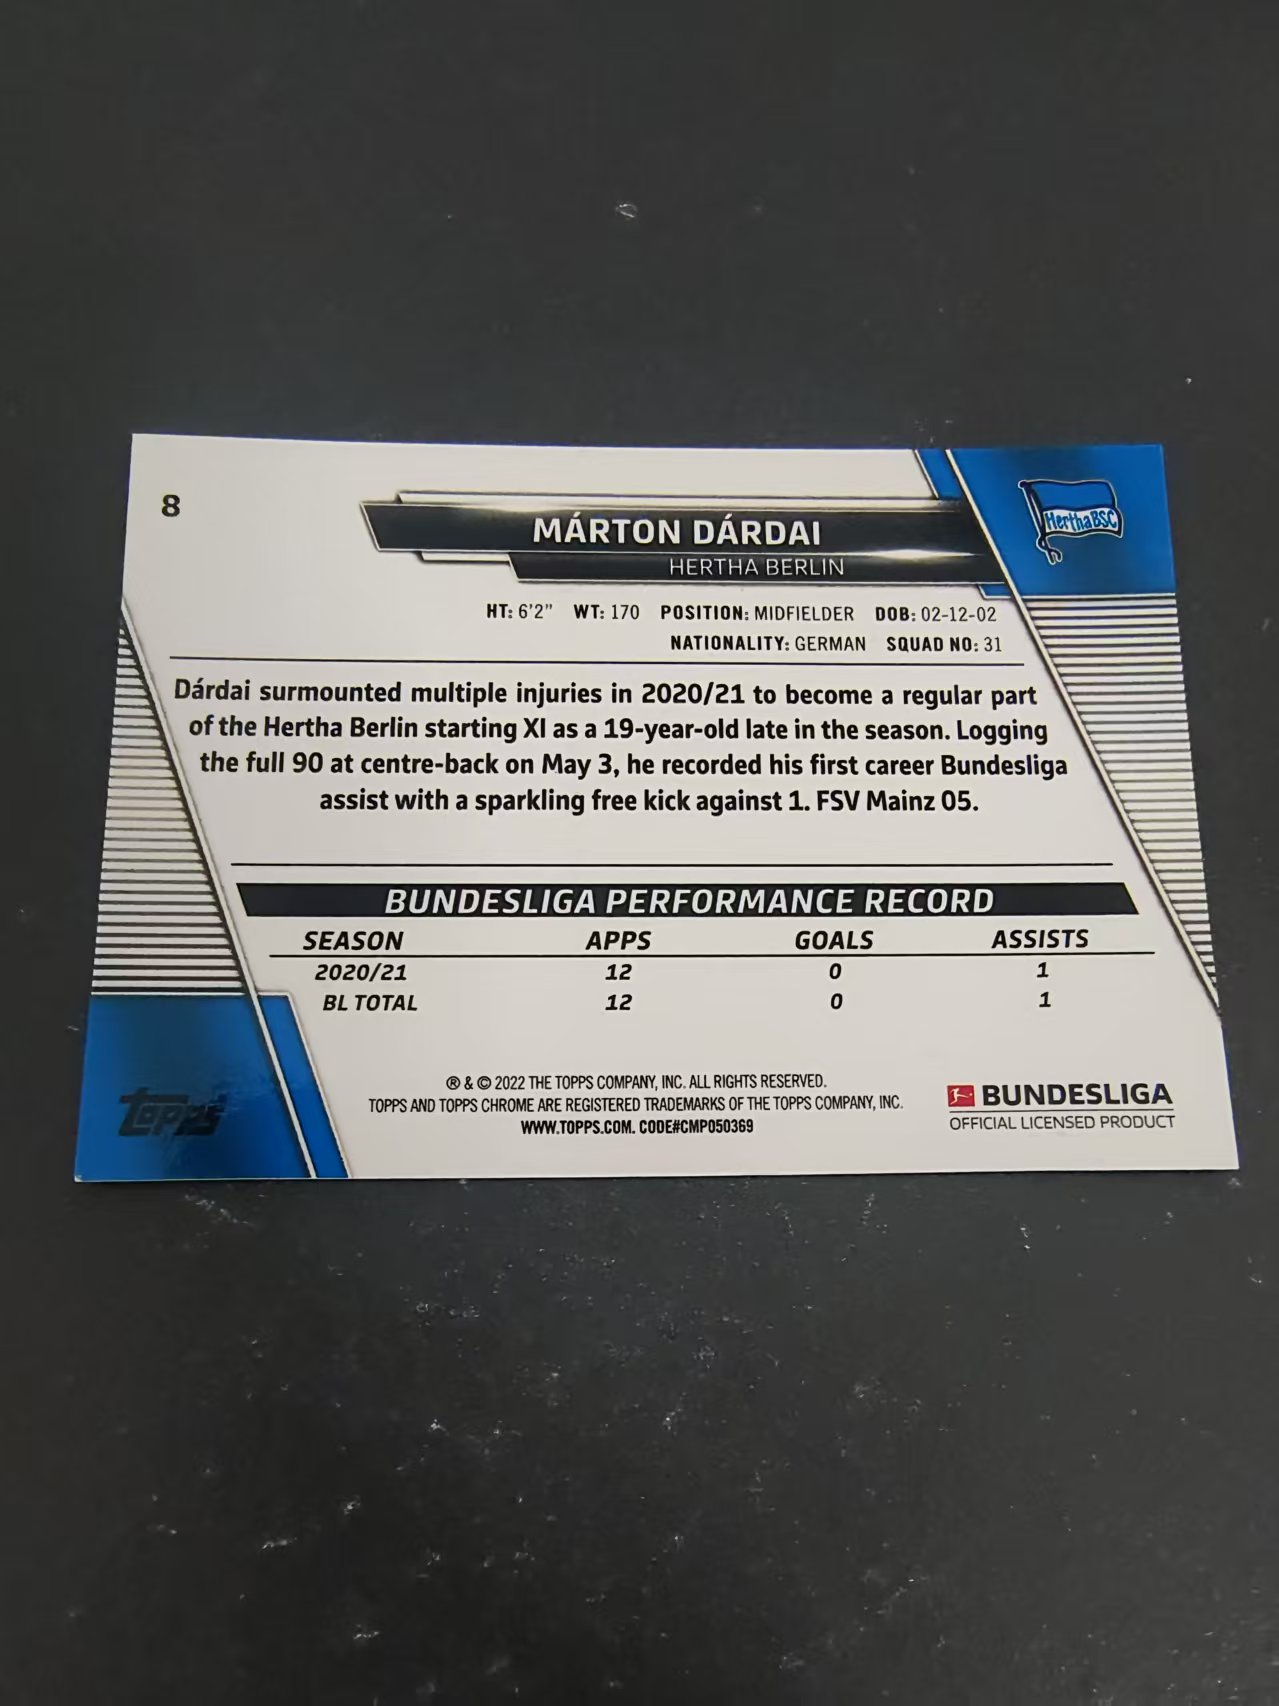 8
MÁRTON DÁRDAI
HERTHA BERLIN
HerthaBSC
HT: 6'2" WT: 170 POSITION: MIDFIELDER DOB: 02-12-02
NATIONALITY: GERMAN SQUAD NO: 31
Dárdai surmounted multiple injuries in 2020/21 to become a regular part
of the Hertha Berlin starting XI as a 19-year-old late in the season. Logging
the full 90 at centre-back on May 3, he recorded his first career Bundesliga
assist with a sparkling free kick against 1. FSV Mainz 05.
BUNDESLIGA PERFORMANCE RECORD
SEASON APPS GOALS ASSISTS
2020/21 12 0 1
BL TOTAL 12 0 1
topps
® & © 2022 THE TOPPS COMPANY, INC. ALL RIGHTS RESERVED.
TOPPS AND TOPPS CHROME ARE REGISTERED TRADEMARKS OF THE TOPPS COMPANY, INC.
WWW.TOPPS.COM. CODE#CMP050369
BUNDESLIGA
OFFICIAL LICENSED PRODUCT